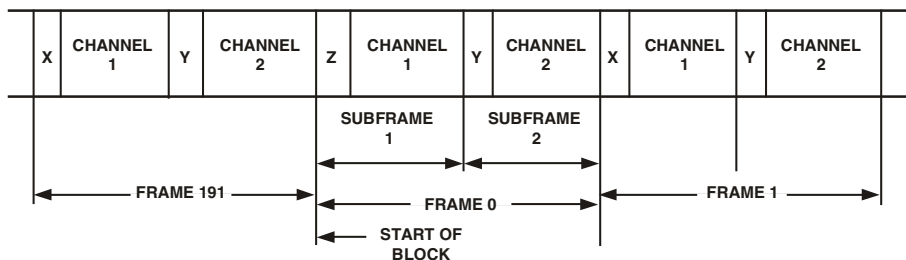 X CHANNEL 1 Y CHANNEL 2 Z CHANNEL 1 Y CHANNEL 2 X CHANNEL 1 Y CHANNEL 2
SUBFRAME 1
SUBFRAME 2
FRAME 191
FRAME 0
FRAME 1
START OF
BLOCK